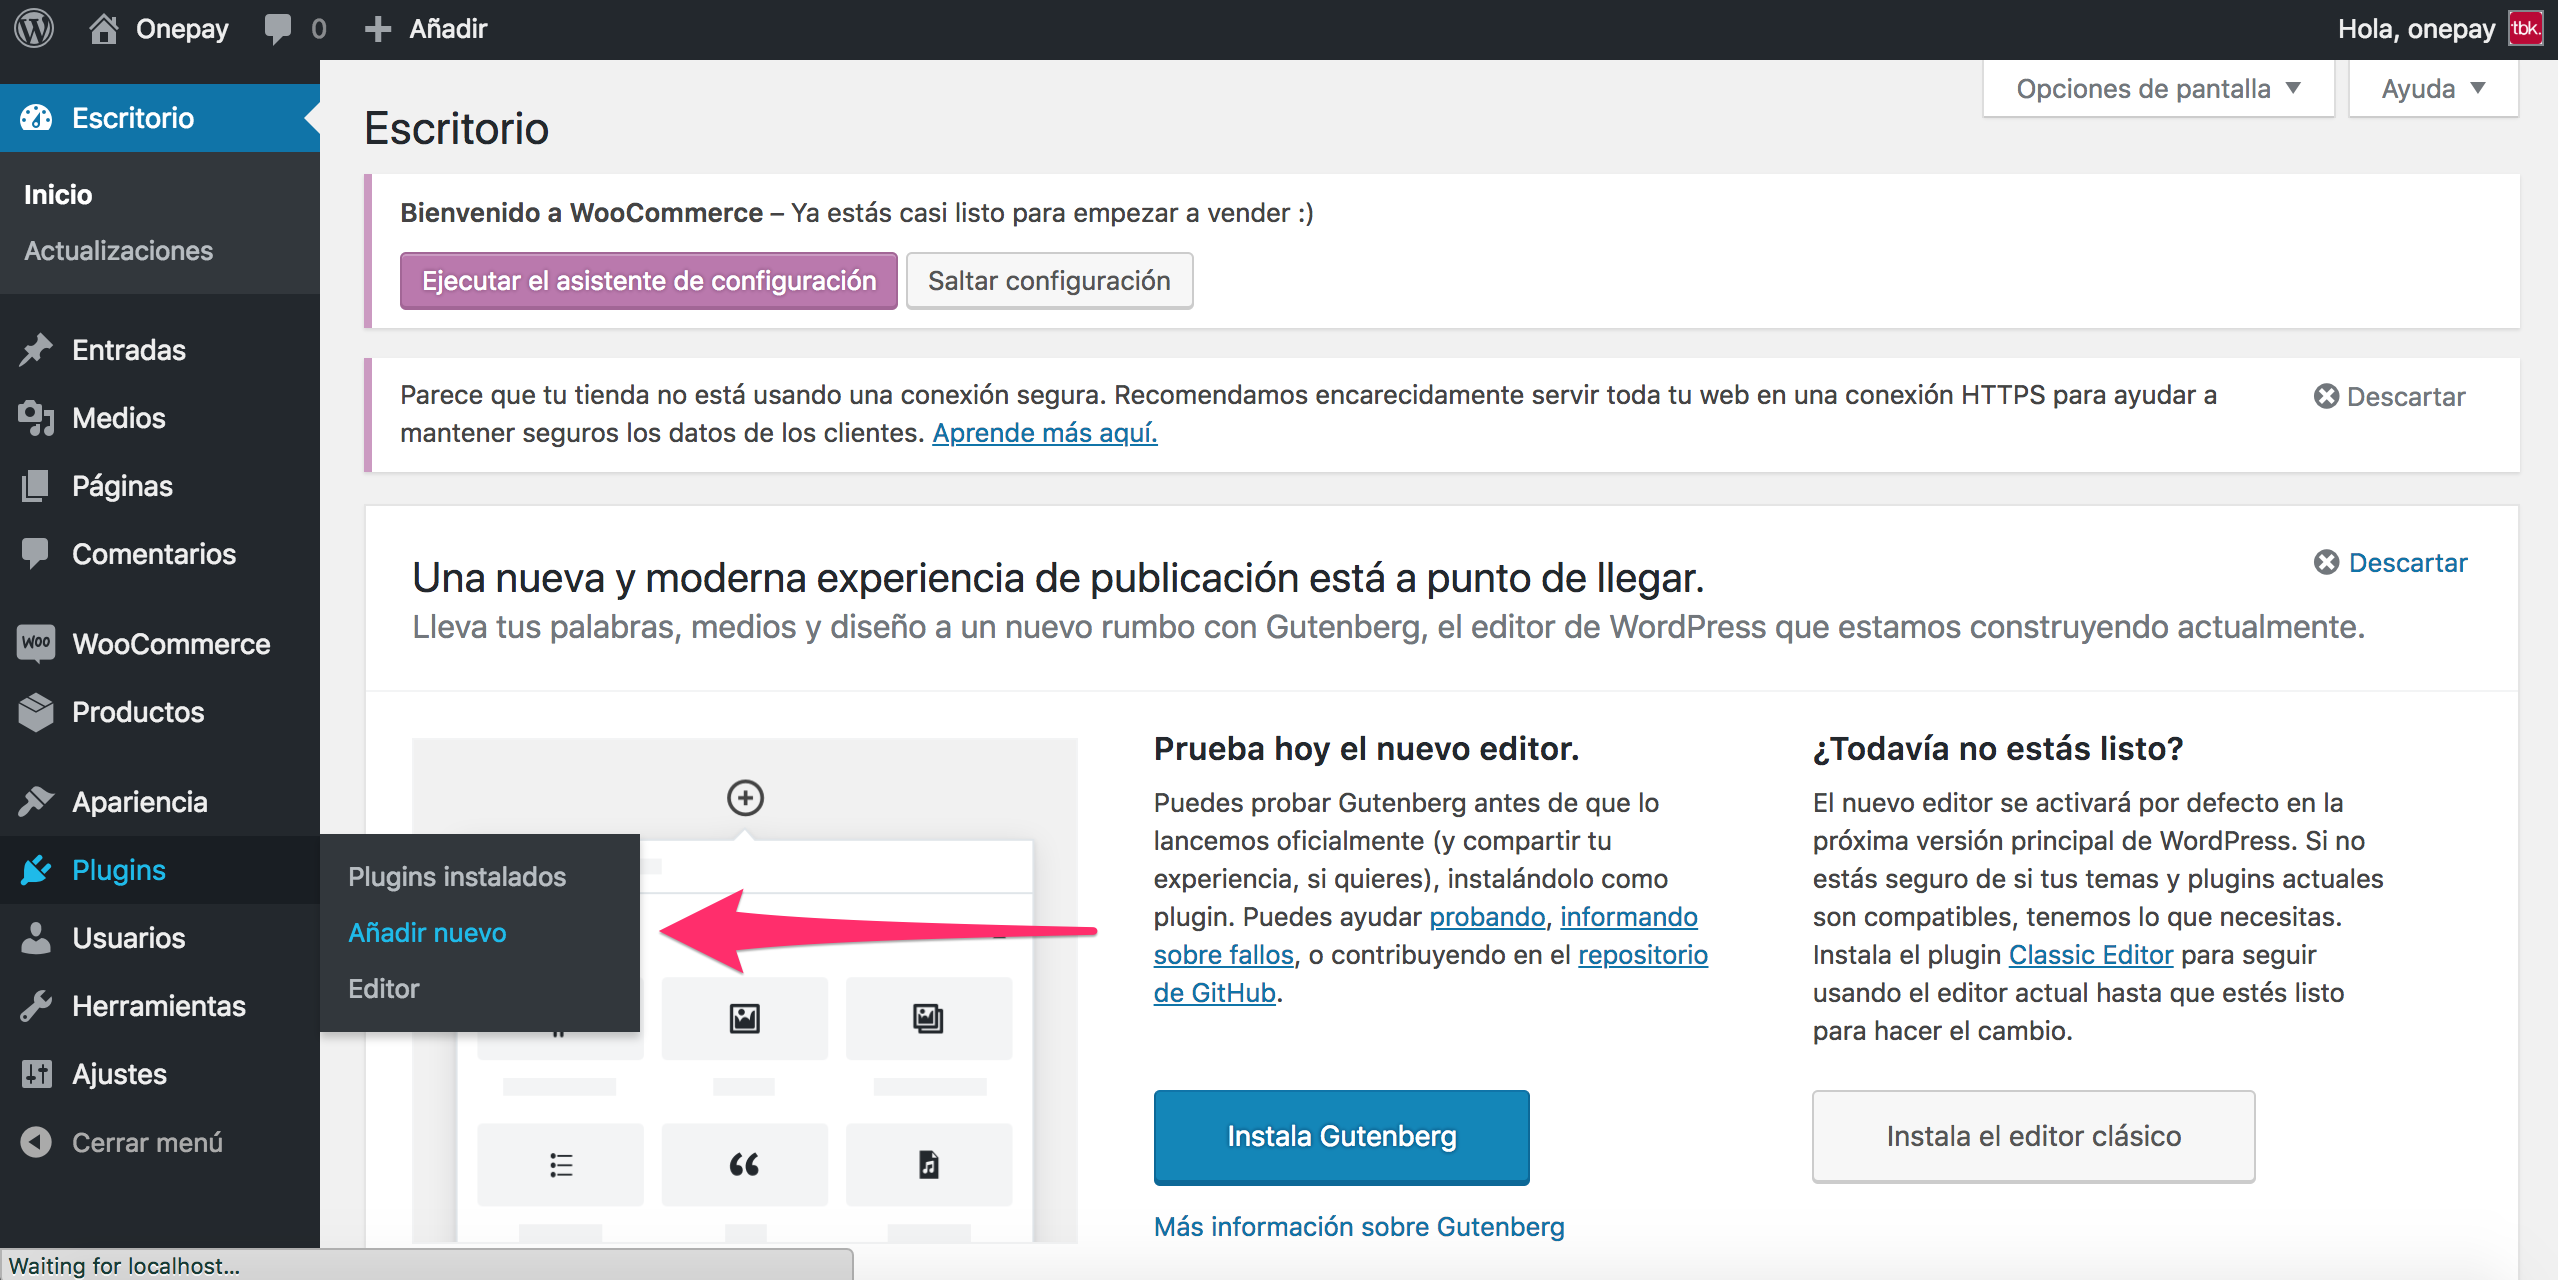 Onepay
0
Añadir
Hola, onepay
tbk.
Escritorio
Inicio
Actualizaciones
Entradas
Medios
Páginas
Comentarios
Woo
WooCommerce
Productos
Apariencia
Plugins
Usuarios
Herramientas
Ajustes
Cerrar menú
Plugins instalados
Añadir nuevo
Editor
Opciones de pantalla
Ayuda
Escritorio
Bienvenido a WooCommerce – Ya estás casi listo para empezar a vender :)
Ejecutar el asistente de configuración
Saltar configuración
Parece que tu tienda no está usando una conexión segura. Recomendamos encarecidamente servir toda tu web en una conexión HTTPS para ayudar a
mantener seguros los datos de los clientes. Aprende más aquí.
Descartar
Una nueva y moderna experiencia de publicación está a punto de llegar.
Descartar
Lleva tus palabras, medios y diseño a un nuevo rumbo con Gutenberg, el editor de WordPress que estamos construyendo actualmente.
Prueba hoy el nuevo editor.
Puedes probar Gutenberg antes de que lo
lancemos oficialmente (y compartir tu
experiencia, si quieres), instalándolo como
plugin. Puedes ayudar probando, informando
sobre fallos, o contribuyendo en el repositorio
de GitHub.
Instala Gutenberg
Más información sobre Gutenberg
¿Todavía no estás listo?
El nuevo editor se activará por defecto en la
próxima versión principal de WordPress. Si no
estás seguro de si tus temas y plugins actuales
son compatibles, tenemos lo que necesitas.
Instala el plugin Classic Editor para seguir
usando el editor actual hasta que estés listo
para hacer el cambio.
Instala el editor clásico
Waiting for localhost...